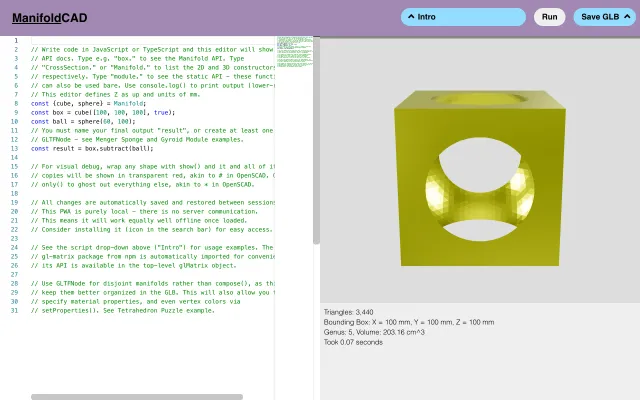 ManifoldCAD
Intro
Run
Save GLB
1
2 // Write code in JavaScript or TypeScript and this editor will show
3 // API docs. Type e.g. "box." to see the Manifold API. Type
4 // "CrossSection." or "Manifold." to list the 2D and 3D constructors
5 // respectively. Type "module." to see the static API - these functi
6 // can also be used bare. Use console.log() to print output (lower-
7 // This editor defines Z as up and units of mm.
8 const {cube, sphere} = Manifold;
9 const box = cube([100, 100, 100], true);
10 const ball = sphere(60, 100);
11 // You must name your final output "result", or create at least one
12 // GLTFNode - see Menger Sponge and Gyroid Module examples.
13 const result = box.subtract(ball);
14
15 // For visual debug, wrap any shape with show() and it and all of it
16 // copies will be shown in transparent red, akin to # in OpenSCAD.
17 // only() to ghost out everything else, akin to * in OpenSCAD.
18
19 // All changes are automatically saved and restored between session
20 // This PWA is purely local - there is no server communication.
21 // This means it will work equally well offline once loaded.
22 // Consider installing it (icon in the search bar) for easy access.
23
24 // See the script drop-down above ("Intro") for usage examples. The
25 // gl-matrix package from npm is automatically imported for convenie
26 // its API is available in the top-level glMatrix object.
27
28 // Use GLTFNode for disjoint manifolds rather than compose(), as thi
29 // keep them better organized in the GLB. This will also allow you t
30 // specify material properties, and even vertex colors via
31 // setProperties(). See Tetrahedron Puzzle example.
Triangles: 3,440
Bounding Box: X = 100 mm, Y = 100 mm, Z = 100 mm
Genus: 5, Volume: 203.16 cm^3
Took 0.07 seconds